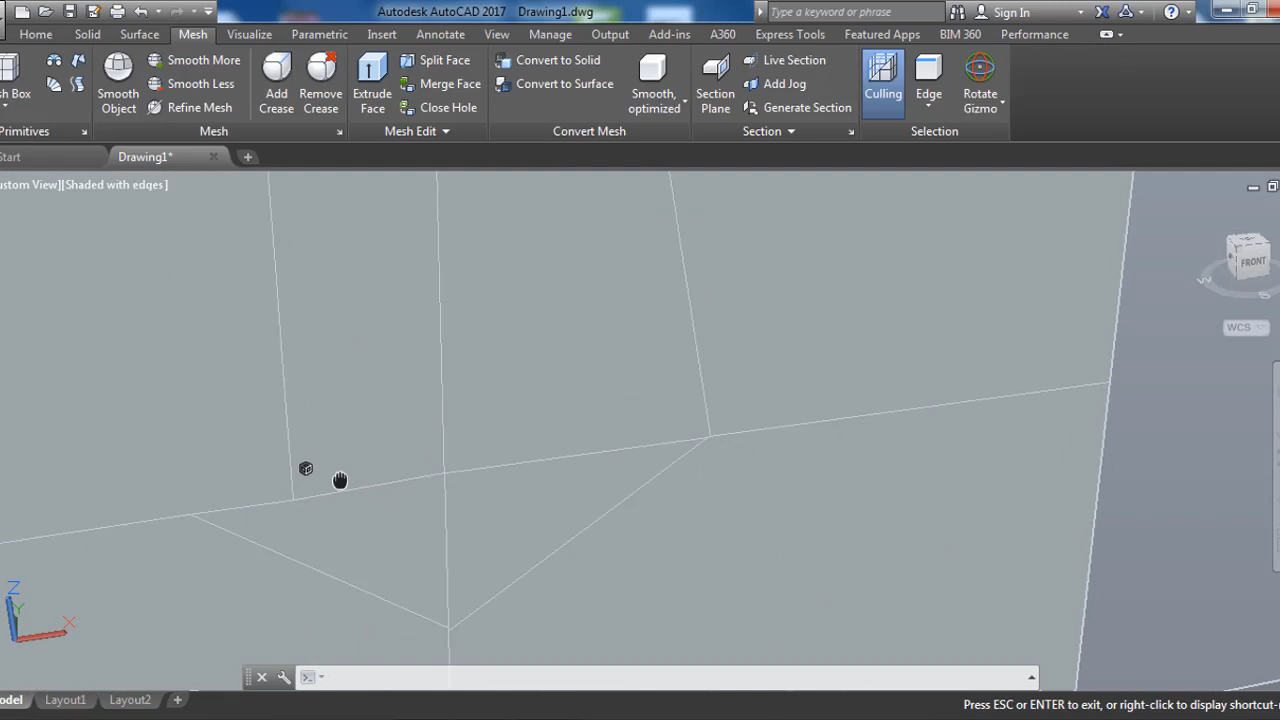 Autodesk AutoCAD 2017 Drawing1.dwg
Type a keyword or phrase
Sign In
Home Solid Surface Mesh Visualize Parametric Insert Annotate View Manage Output Add-ins A360 Express Tools Featured Apps BIM 360 Performance
sh Box
Primitives
Smooth Object
Smooth More
Smooth Less
Refine Mesh
Add Crease
Remove Crease
Mesh
Extrude Face
Split Face
Merge Face
Close Hole
Mesh Edit
Convert to Solid
Convert to Surface
Smooth, optimized
Convert Mesh
Section Plane
Live Section
Add Jog
Generate Section
Section
Culling
Edge
Rotate Gizmo
Selection
Start
Drawing1*
ustom View][Shaded with edges]
FRONT
W
S
WCS
Z
Y
X
odel Layout1 Layout2
Press ESC or ENTER to exit, or right-click to display shortcut-